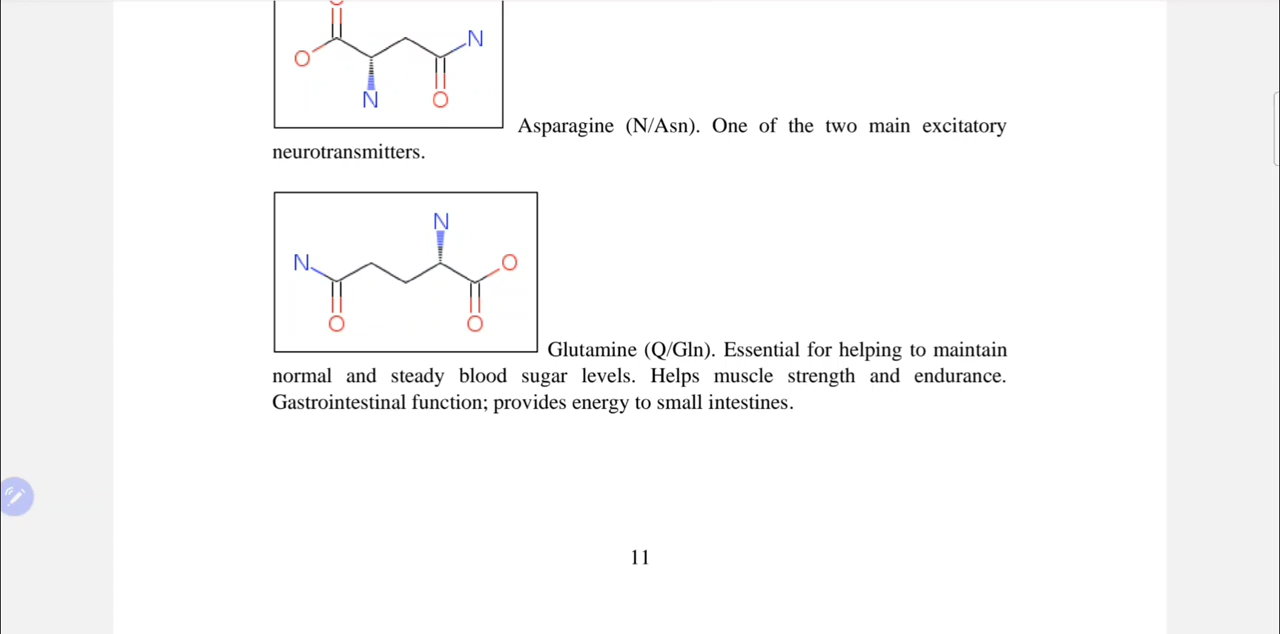 O
O
N
N
O
Asparagine (N/Asn). One of the two main excitatory
neurotransmitters.
N
N
O
O
O
Glutamine (Q/Gln). Essential for helping to maintain
normal and steady blood sugar levels. Helps muscle strength and endurance.
Gastrointestinal function; provides energy to small intestines.
11